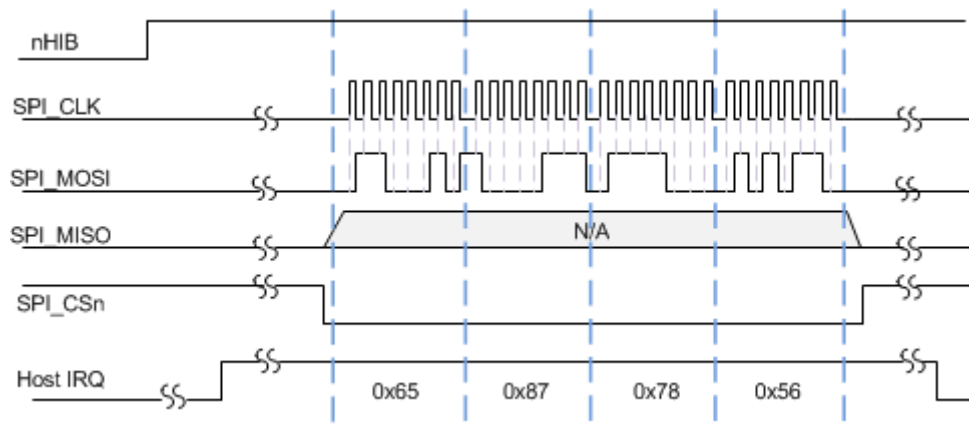 nHIB
SPI_CLK
SPI_MOSI
SPI_MISO
N/A
SPI_CSn
Host IRQ
0x65 0x87 0x78 0x56